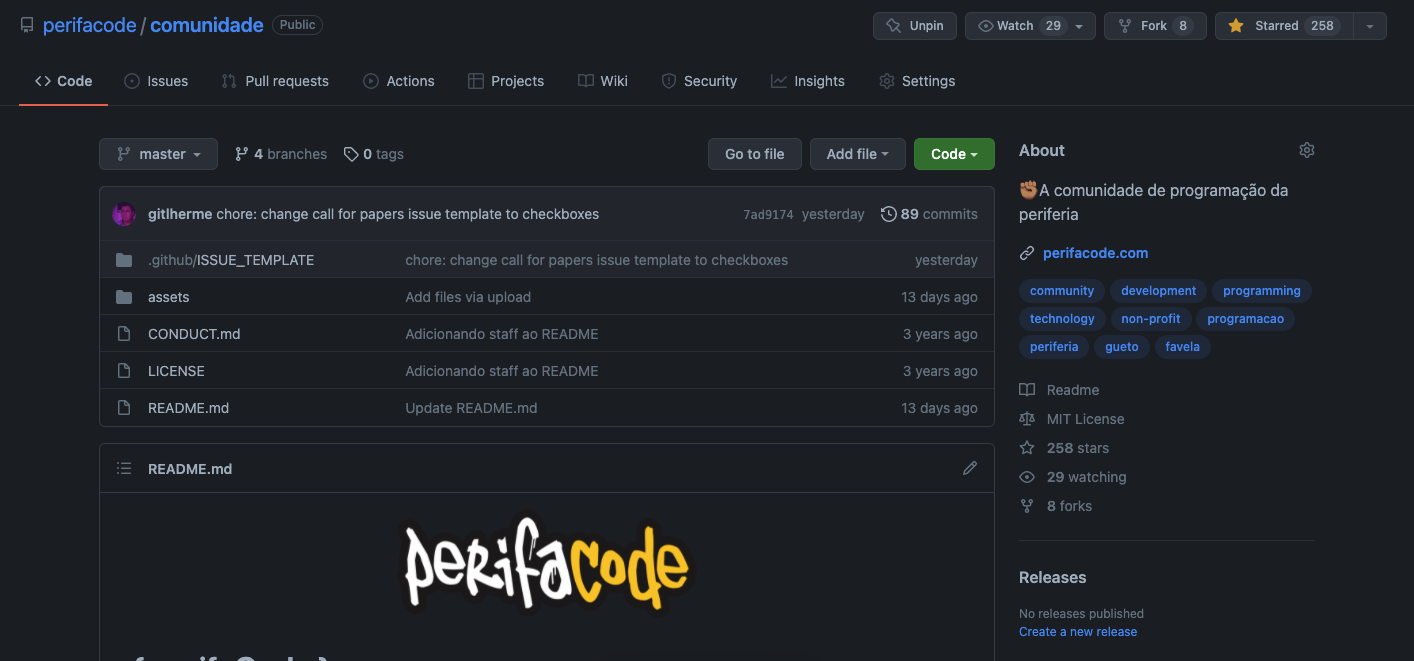 perifacode / comunidade Public Unpin Watch 29 Fork 8 Starred 258
Code Issues Pull requests Actions Projects Wiki Security Insights Settings
master 4 branches 0 tags Go to file Add file Code
gitlherme chore: change call for papers issue template to checkboxes 7ad9174 yesterday 89 commits
.github/ISSUE_TEMPLATE chore: change call for papers issue template to checkboxes yesterday
assets Add files via upload 13 days ago
CONDUCT.md Adicionando staff ao README 3 years ago
LICENSE Adicionando staff ao README 3 years ago
README.md Update README.md 13 days ago
README.md
perifacode
About
✊🏾A comunidade de programação da
periferia
perifacode.com
community development programming
technology non-profit programacao
periferia gueto favela
Readme
MIT License
258 stars
29 watching
8 forks
Releases
No releases published
Create a new release